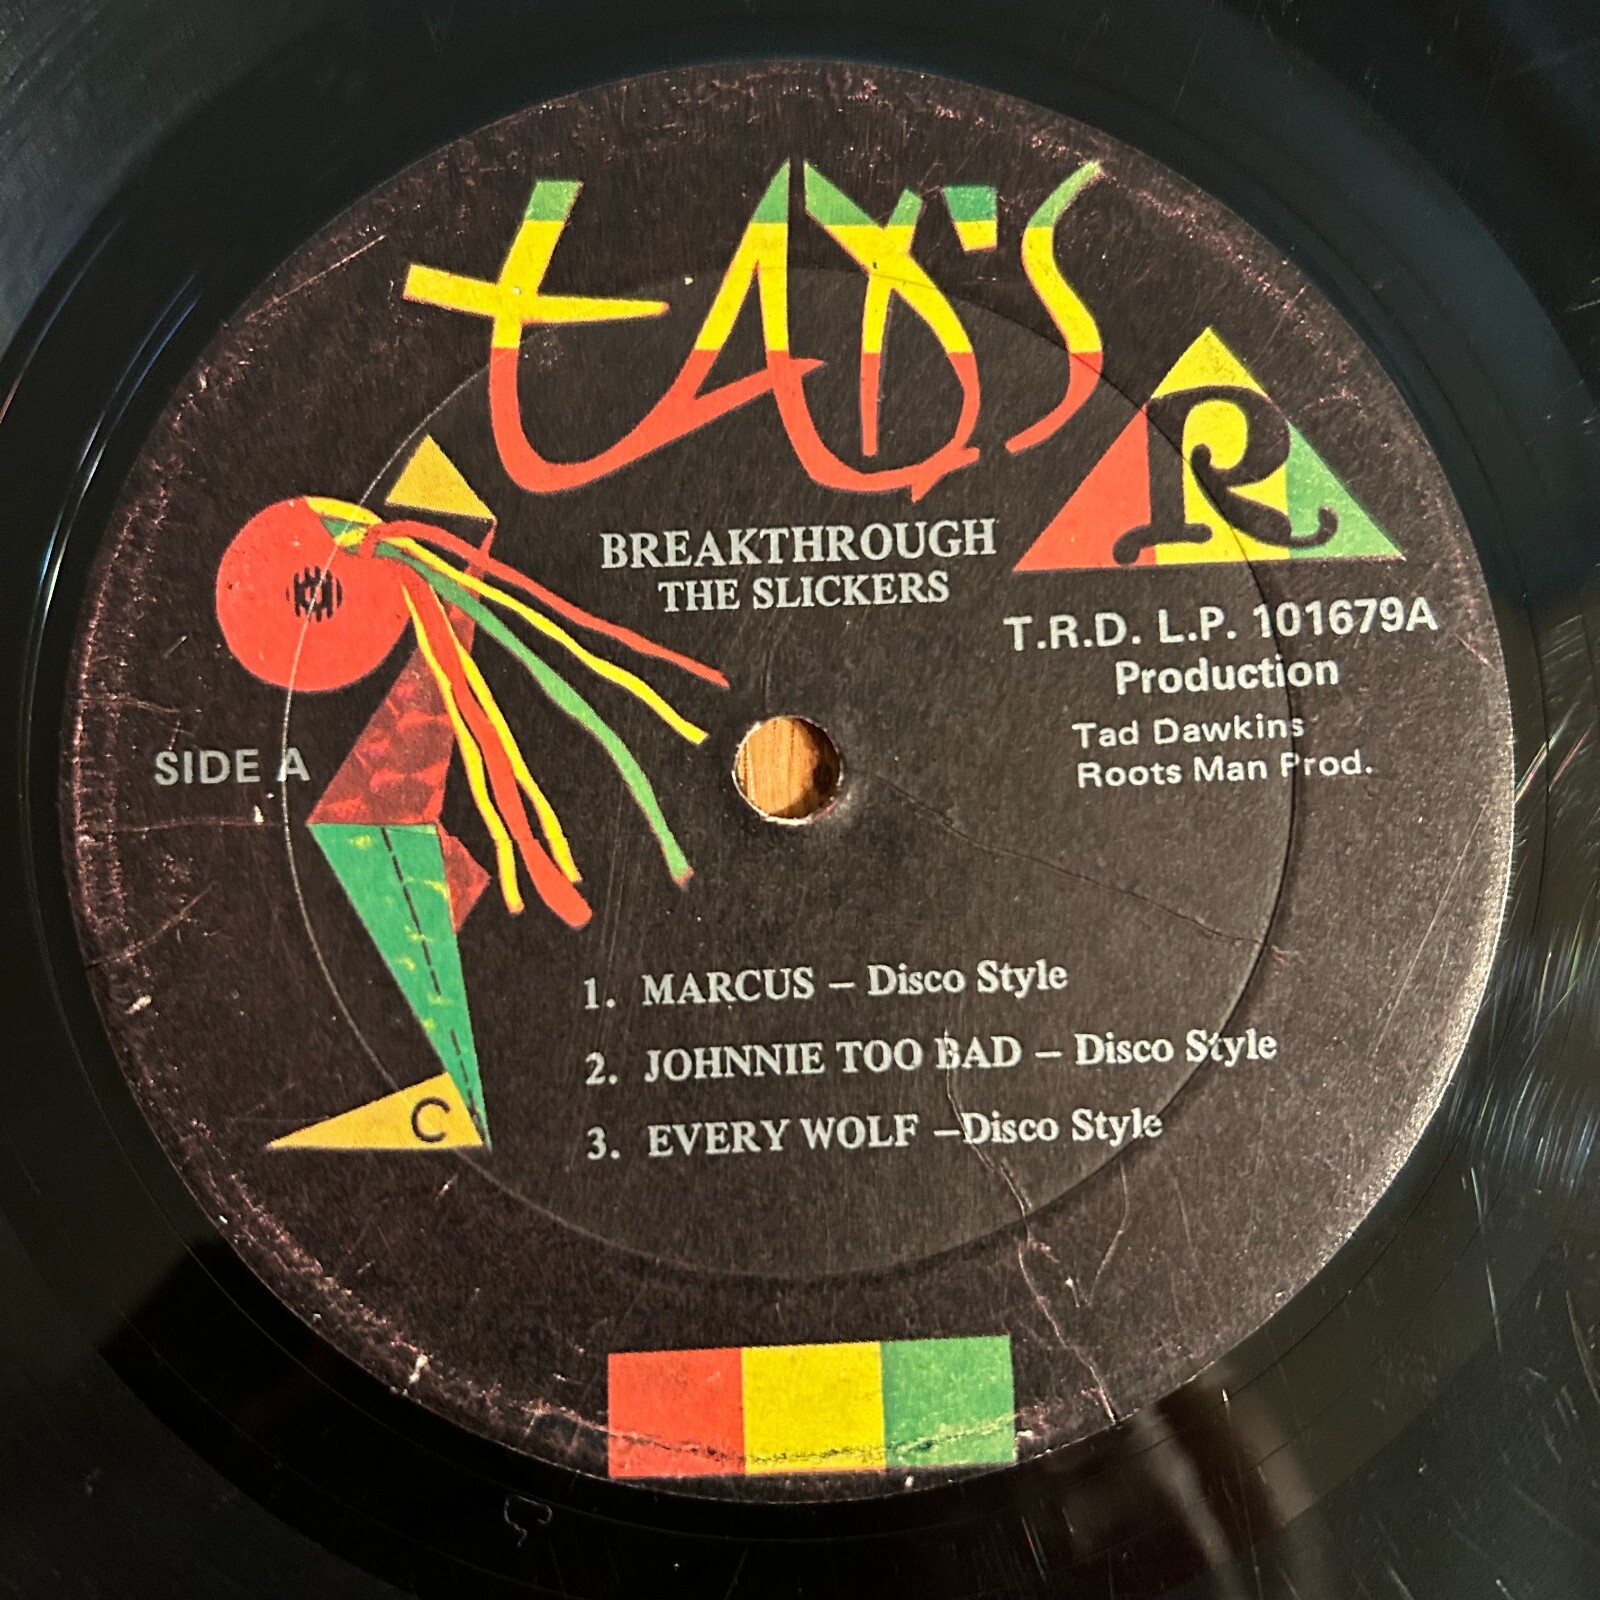 tAD'S
R
BREAKTHROUGH
THE SLICKERS
T.R.D. L.P. 101679A
Production
Tad Dawkins
Roots Man Prod.
SIDE A
1. MARCUS – Disco Style
2. JOHNNIE TOO BAD – Disco Style
3. EVERY WOLF –Disco Style
C